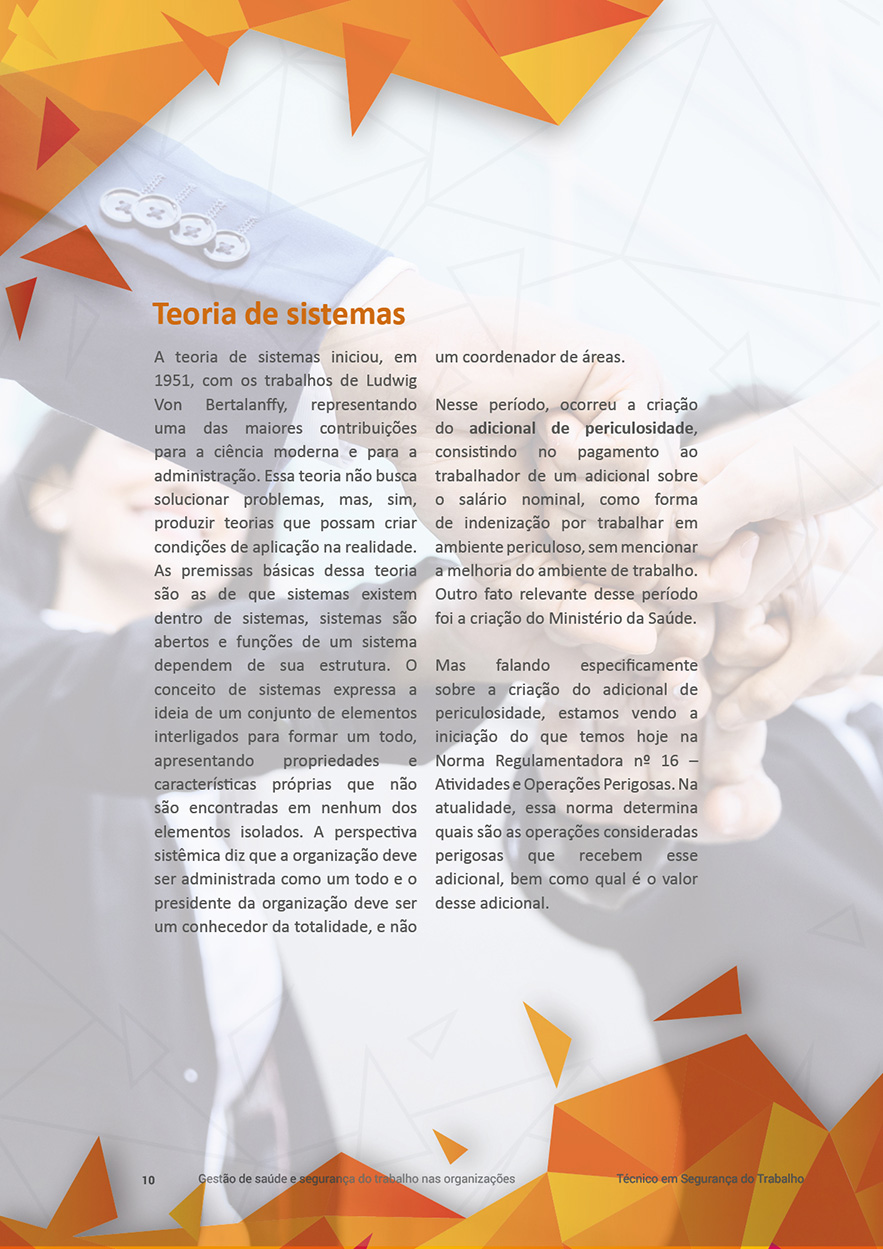 Teoria de sistemas
A teoria de sistemas iniciou, em
1951, com os trabalhos de Ludwig
Von Bertalanffy, representando
uma das maiores contribuições
para a ciência moderna e para a
administração. Essa teoria não busca
solucionar problemas, mas, sim,
produzir teorias que possam criar
condições de aplicação na realidade.
As premissas básicas dessa teoria
são as de que sistemas existem
dentro de sistemas, sistemas são
abertos e funções de um sistema
dependem de sua estrutura. O
conceito de sistemas expressa a
ideia de um conjunto de elementos
interligados para formar um todo,
apresentando propriedades e
características próprias que não
são encontradas em nenhum dos
elementos isolados. A perspectiva
sistêmica diz que a organização deve
ser administrada como um todo e o
presidente da organização deve ser
um conhecedor da totalidade, e não
um coordenador de áreas.
Nesse período, ocorreu a criação
do adicional de periculosidade,
consistindo no pagamento ao
trabalhador de um adicional sobre
o salário nominal, como forma
de indenização por trabalhar em
ambiente periculoso, sem mencionar
a melhoria do ambiente de trabalho.
Outro fato relevante desse período
foi a criação do Ministério da Saúde.
Mas falando especificamente
sobre a criação do adicional de
periculosidade, estamos vendo a
iniciação do que temos hoje na
Norma Regulamentadora nº 16 –
Atividades e Operações Perigosas. Na
atualidade, essa norma determina
quais são as operações consideradas
perigosas que recebem esse
adicional, bem como qual é o valor
desse adicional.
10 Gestão de saúde e segurança do trabalho nas organizações Técnico em Segurança do Trabalho